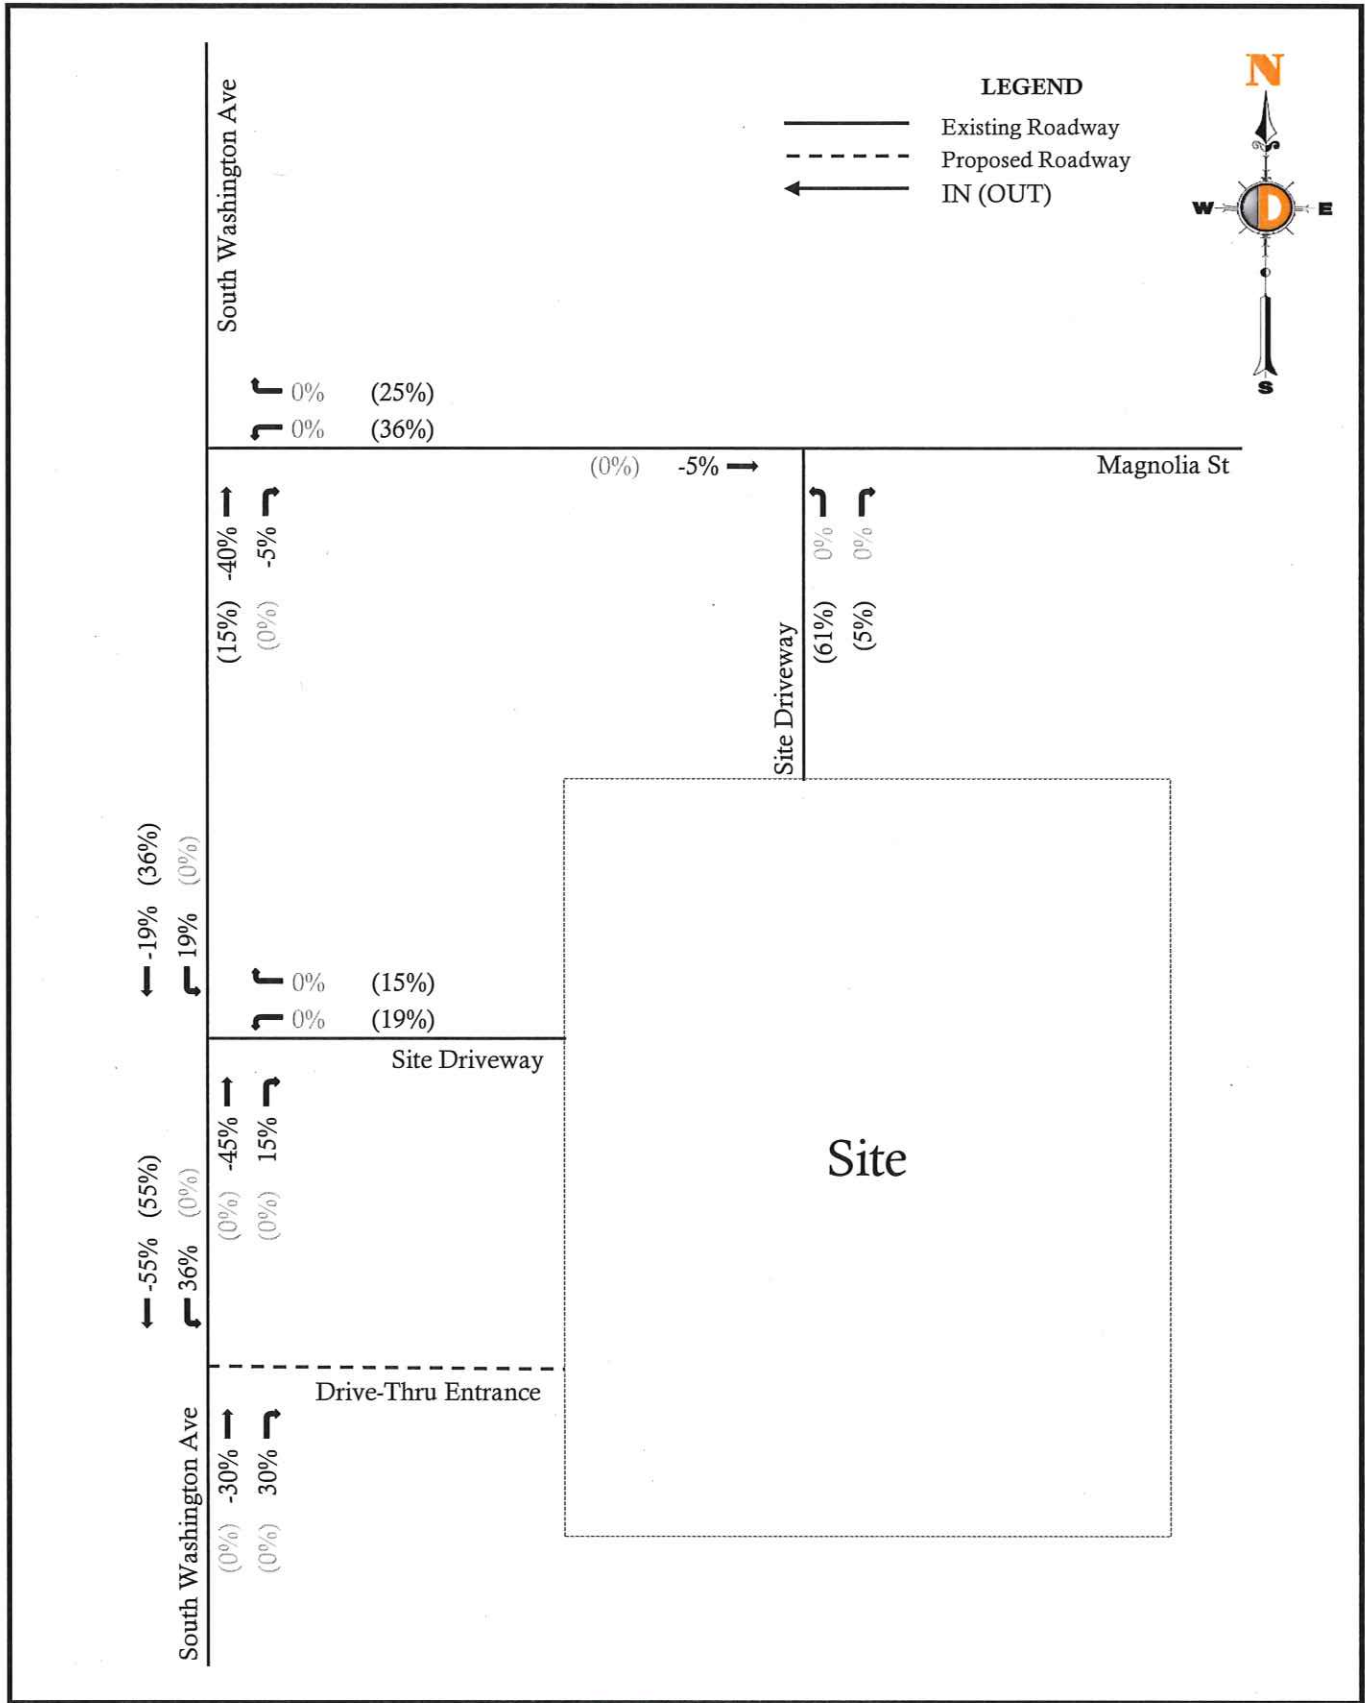 N
LEGEND
Existing Roadway
Proposed Roadway
IN (OUT)
W
D
E
S
South Washington Ave
0% (25%)
0% (36%)
(0%) -5%
Magnolia St
(15%) -40%
(0%) -5%
(61%) 0%
(5%) 0%
Site Driveway
-19% (36%)
19% (0%)
0% (15%)
0% (19%)
Site Driveway
(0%) -45%
(0%) 15%
Site
-55% (55%)
36% (0%)
Drive-Thru Entrance
South Washington Ave
(0%) -30%
(0%) 30%